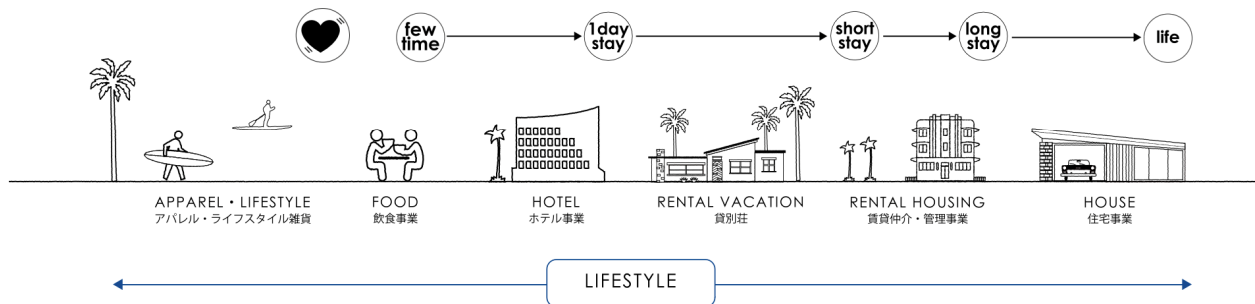 few
time
1day
stay
short
stay
long
stay
life
APPAREL・LIFESTYLE
アパレル・ライフスタイル雑貨
FOOD
飲食事業
HOTEL
ホテル事業
RENTAL VACATION
貸別荘
RENTAL HOUSING
賃貸仲介・管理事業
HOUSE
住宅事業
LIFESTYLE